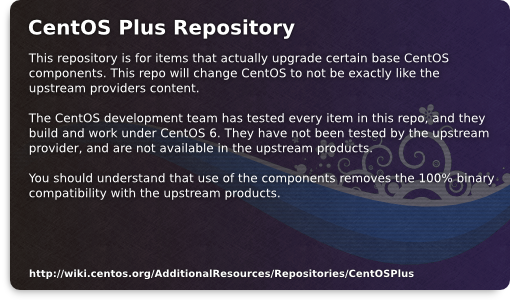 CentOS Plus Repository
This repository is for items that actually upgrade certain base CentOS
components. This repo will change CentOS to not be exactly like the
upstream providers content.
The CentOS development team has tested every item in this repo, and they
build and work under CentOS 6. They have not been tested by the upstream
provider, and are not available in the upstream products.
You should understand that use of the components removes the 100% binary
compatibility with the upstream products.
http://wiki.centos.org/AdditionalResources/Repositories/CentOSPlus